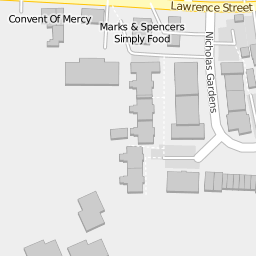 Lawrence Street
Convent Of Mercy
Marks & Spencers
Simply Food
Nicholas Gardens